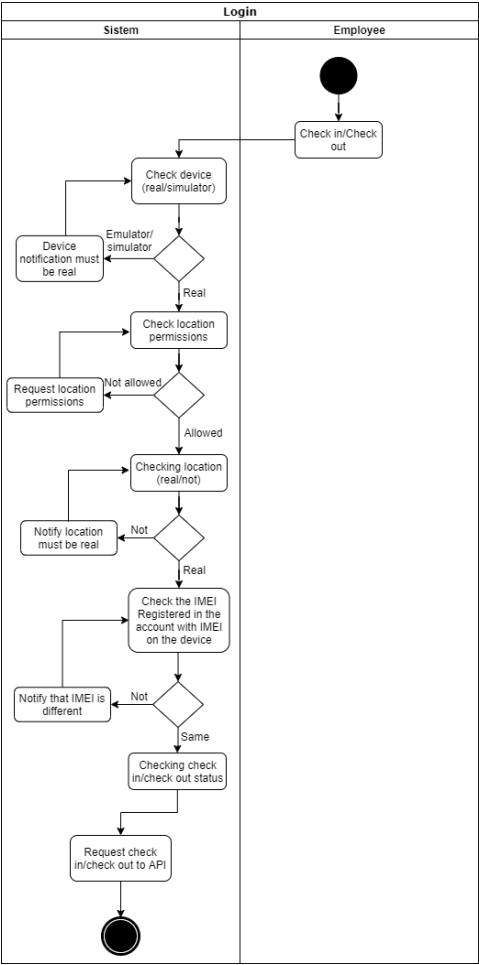 Login
Sistem
Employee
Check in/Check
out
Check device
(real/simulator)
Emulator/
simulator
Device
notification must
be real
Real
Check location
permissions
Not allowed
Request location
permissions
Allowed
Checking location
(real/not)
Not
Notify location
must be real
Real
Check the IMEI
Registered in the
account with IMEI
on the device
Not
Notify that IMEI is
different
Same
Checking check
in/check out status
Request check
in/check out to API